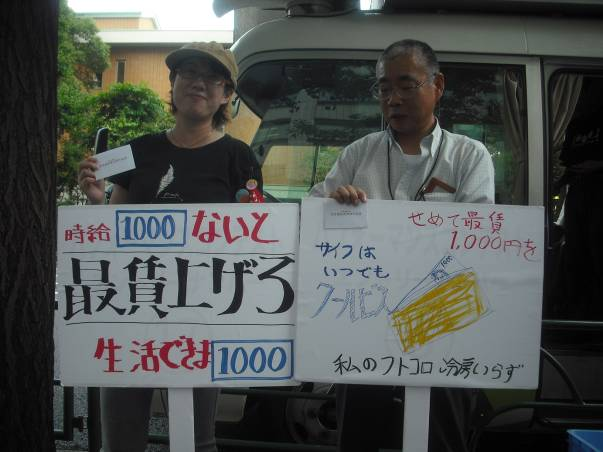 時給 1000 ないと
最賃上げろ
生活できま 1000
せめて最賃
1,000円を
サイフは
いつでも
クールビズ
私のフトコロ 冷房いらず